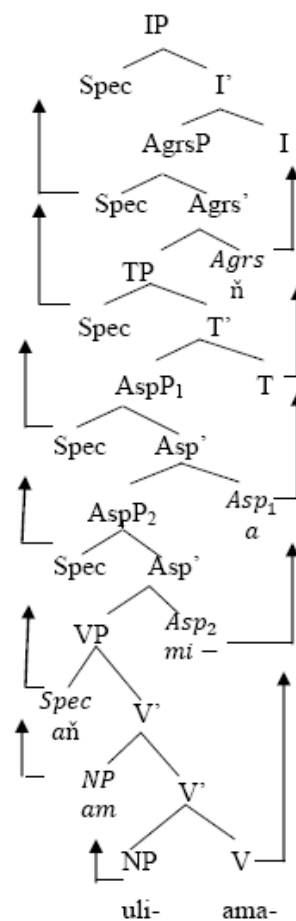 IP
Spec I’
AgrsP I
Spec Agrs’
TP Agrs
ň
Spec T’
AspP₁ T
Spec Asp’
AspP₂ Asp₁
a
Spec Asp’
VP Asp₂
mi –
Spec
aň V’
NP
am V’
NP V
uli- ama-